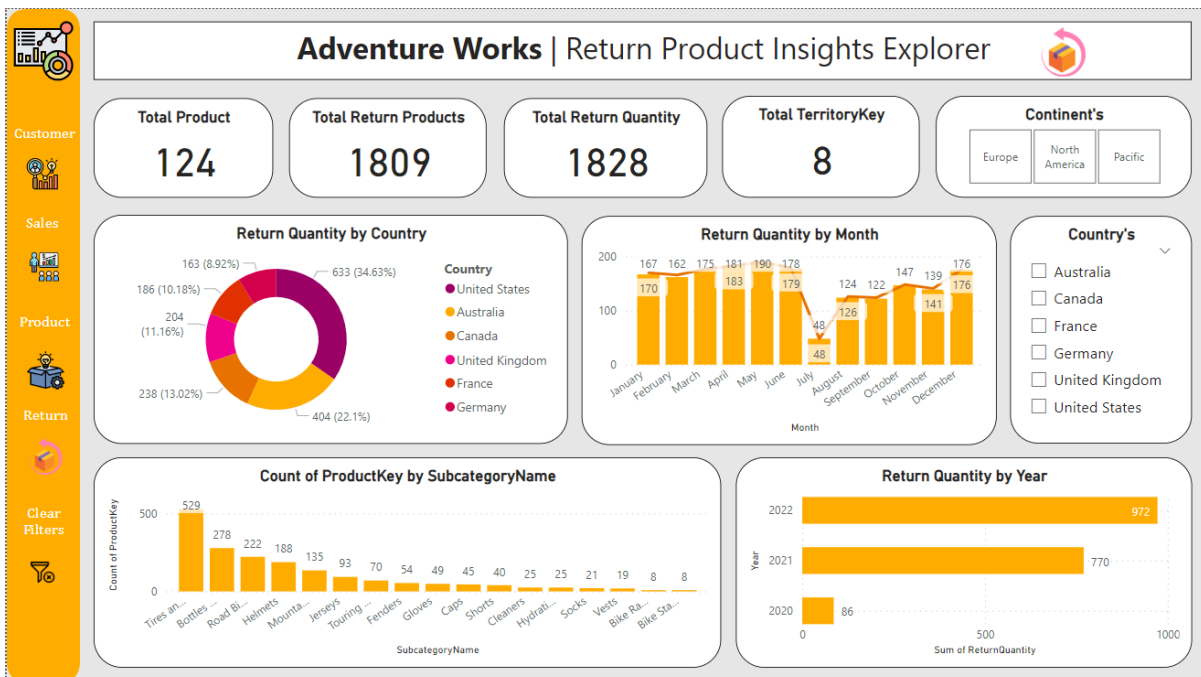 Adventure Works | Return Product Insights Explorer
Customer
Sales
Product
Return
Clear
Filters
Total Product
124
Total Return Products
1809
Total Return Quantity
1828
Total TerritoryKey
8
Continent's
Europe
North
America
Pacific
Return Quantity by Country
163 (8.92%)
633 (34.63%)
186 (10.18%)
204
(11.16%)
238 (13.02%)
404 (22.1%)
Country
United States
Australia
Canada
United Kingdom
France
Germany
Return Quantity by Month
200
100
0
167 162 175 181 190 178 48 124 122 147 139 176
170 183 179 48 126 141 176
January February March April May June July August September October November December
Month
Country's
Australia
Canada
France
Germany
United Kingdom
United States
Count of ProductKey by SubcategoryName
Count of ProductKey
500
0
529 278 222 188 135 93 70 54 49 45 40 25 25 21 19 8 8
Tires an... Bottles ... Road Bi... Helmets Mounta... Jerseys Touring ... Fenders Gloves Caps Shorts Cleaners Hydrati... Socks Vests Bike Ra... Bike Sta...
SubcategoryName
Return Quantity by Year
Year
2022
972
2021
770
2020
86
0 500 1000
Sum of ReturnQuantity